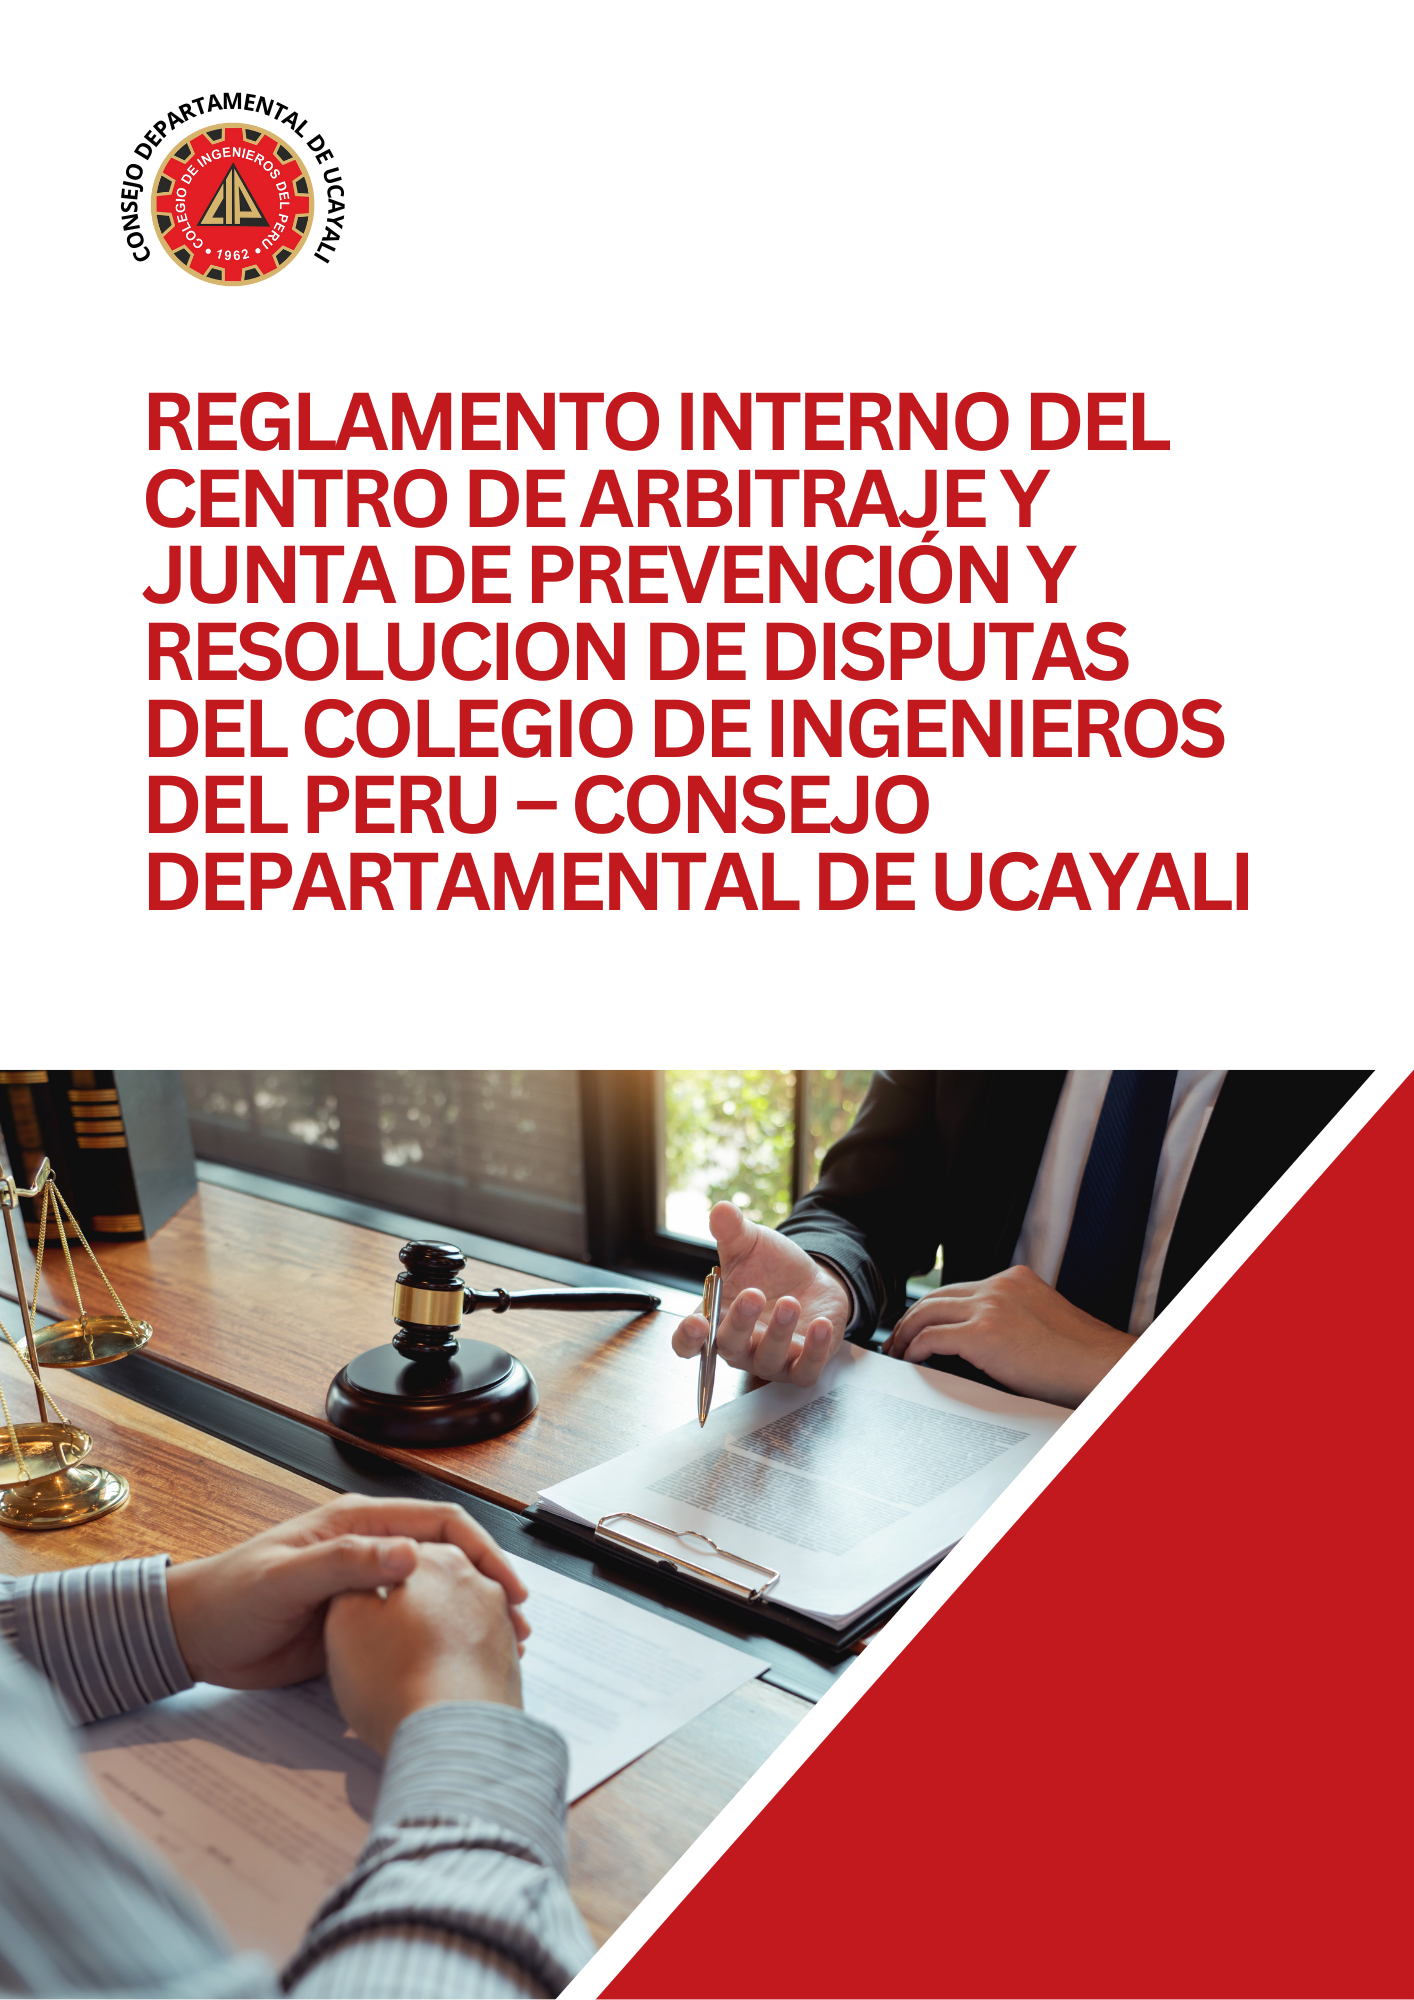 CONSEJO DEPARTAMENTAL DE UCAYALI
COLEGIO DE INGENIEROS DEL PERU
• 1962 •
CIP
REGLAMENTO INTERNO DEL
CENTRO DE ARBITRAJE Y
JUNTA DE PREVENCIÓN Y
RESOLUCION DE DISPUTAS
DEL COLEGIO DE INGENIEROS
DEL PERU – CONSEJO
DEPARTAMENTAL DE UCAYALI